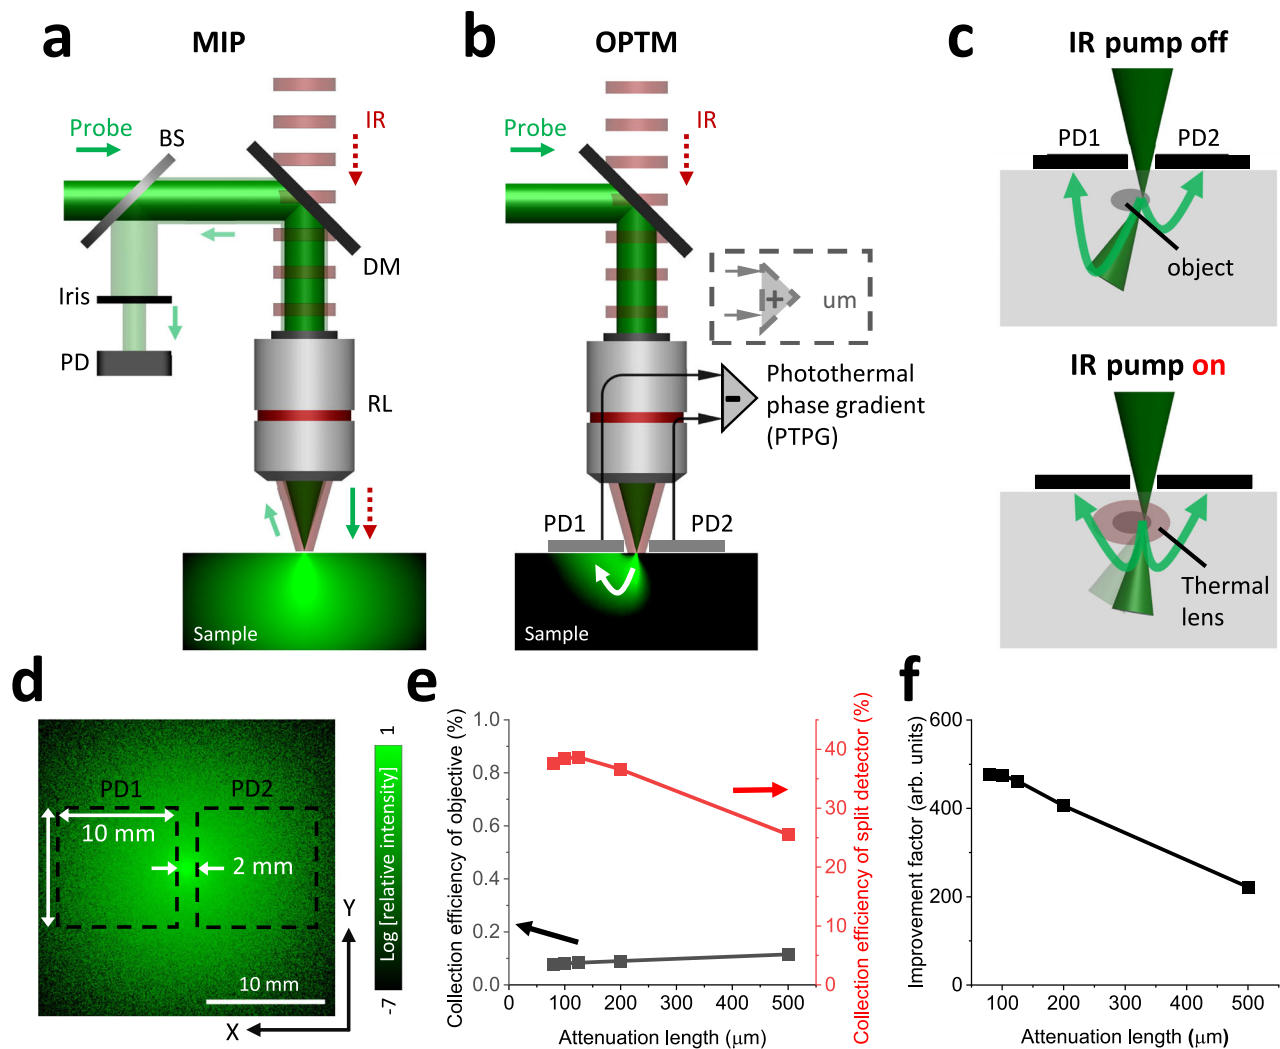 a
MIP
Probe
BS
IR
DM
Iris
PD
RL
Sample
b
OPTM
Probe
IR
+
um
-
Photothermal
phase gradient
(PTPG)
PD1
PD2
Sample
c
IR pump off
PD1
PD2
object
IR pump on
Thermal
lens
d
PD1
PD2
10 mm
2 mm
10 mm
Y
X
1
Log [relative intensity]
-7
e
Collection efficiency of objective (%)
1.0
0.8
0.6
0.4
0.2
0.0
0
100
200
300
400
500
Attenuation length (μm)
40
30
20
10
0
Collection efficiency of split detector (%)
f
Improvement factor (arb. units)
600
400
200
0
100
200
300
400
500
Attenuation length (μm)